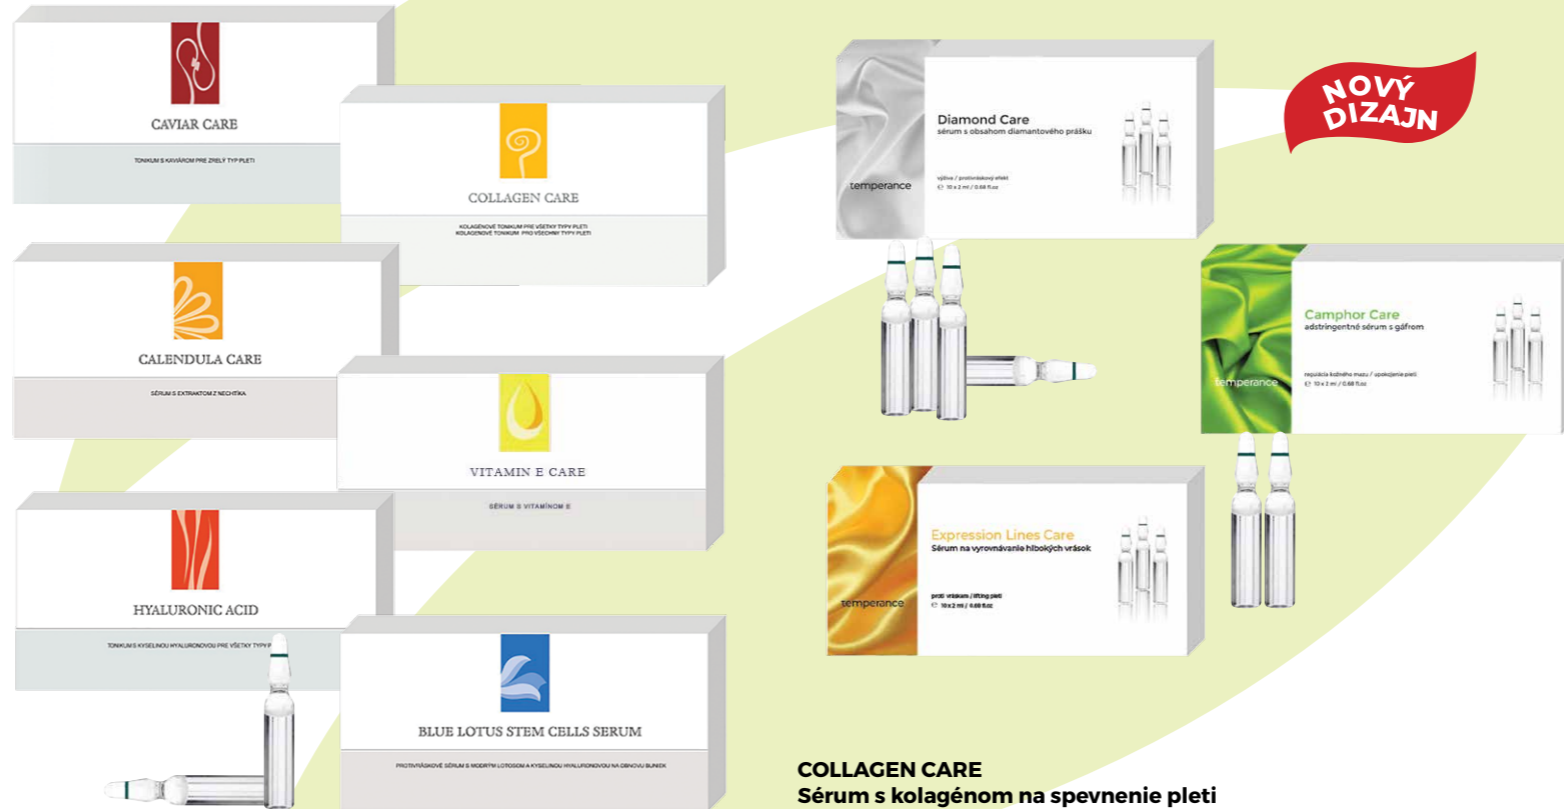 CAVIAR CARE
TONIKUM S KAVIÁROM PRE ZRELÝ TYP PLETI
COLLAGEN CARE
KOLAGÉNOVÉ TONIKUM PRE VŠETKY TYPY PLETI
KOLAGENOVÉ TONIKUM PRO VŠECHNY TYPY PLETI
CALENDULA CARE
SÉRUM S EXTRAKTOM Z NECHTÍKA
VITAMIN E CARE
SÉRUM S VITAMÍNOM E
HYALURONIC ACID
TONIKUM S KYSELINOU HYALURONOVOU PRE VŠETKY TYPY P
BLUE LOTUS STEM CELLS SERUM
PROTIVRÁSKOVÉ SÉRUM S MODRÝM LOTOSOM A KYSELINOU HYALURONOVOU NA OBNOVU BUNIEK
NOVÝ
DIZAJN
Diamond Care
sérum s obsahom diamantového prášku
temperance
výživa / protivráskový efekt
℮ 10 x 2 ml / 0.68 fl.oz
Camphor Care
adstringentné sérum s gáfrom
temperance
regulácia kožného mazu / upokojenie pleti
℮ 10 x 2 ml / 0.68 fl.oz
Expression Lines Care
Sérum na vyrovnávanie hlbokých vrások
temperance
proti vráskam / lifting pleti
℮ 10 x 2 ml / 0.68 fl.oz
COLLAGEN CARE
Sérum s kolagénom na spevnenie pleti